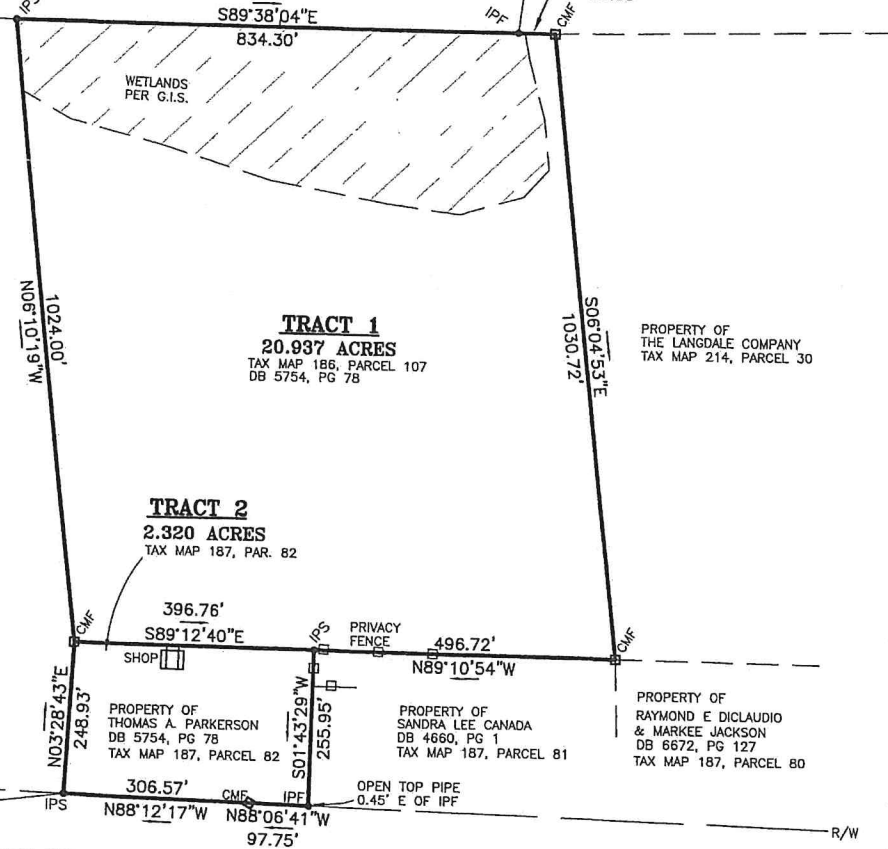 IPS
S89°38'04"E
834.30'
IPF
CMF
WETLANDS
PER G.I.S.
N06°10'19"W
1024.00'
TRACT 1
20.937 ACRES
TAX MAP 186, PARCEL 107
DB 5754, PG 78
S06°04'53"E
1030.72'
PROPERTY OF
THE LANGDALE COMPANY
TAX MAP 214, PARCEL 30
TRACT 2
2.320 ACRES
TAX MAP 187, PAR. 82
CMF
396.76'
S89°12'40"E
IPS
PRIVACY
FENCE
496.72'
N89°10'54"W
CMF
SHOP
N03°28'43"E
248.93'
PROPERTY OF
THOMAS A. PARKERSON
DB 5754, PG 78
TAX MAP 187, PARCEL 82
S01°43'29"W
255.95'
PROPERTY OF
SANDRA LEE CANADA
DB 4660, PG 1
TAX MAP 187, PARCEL 81
PROPERTY OF
RAYMOND E DICLAUDIO
& MARKEE JACKSON
DB 6672, PG 127
TAX MAP 187, PARCEL 80
IPS
306.57'
N88°12'17"W
CMF
IPF
N88°06'41"W
97.75'
OPEN TOP PIPE
0.45' E OF IPF
R/W